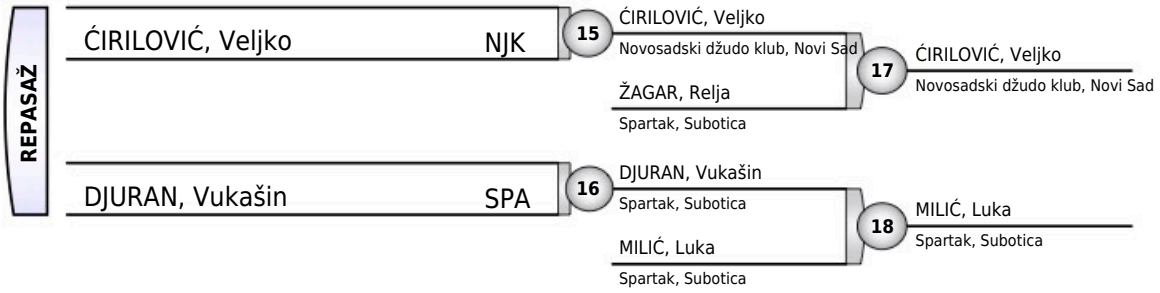 REPASAŽ
ĆIRILOVIĆ, Veljko NJK
15
ĆIRILOVIĆ, Veljko
Novosadski džudo klub, Novi Sad
ŽAGAR, Relja
Spartak, Subotica
17
ĆIRILOVIĆ, Veljko
Novosadski džudo klub, Novi Sad
DJURAN, Vukašin SPA
16
DJURAN, Vukašin
Spartak, Subotica
MILIĆ, Luka
Spartak, Subotica
18
MILIĆ, Luka
Spartak, Subotica